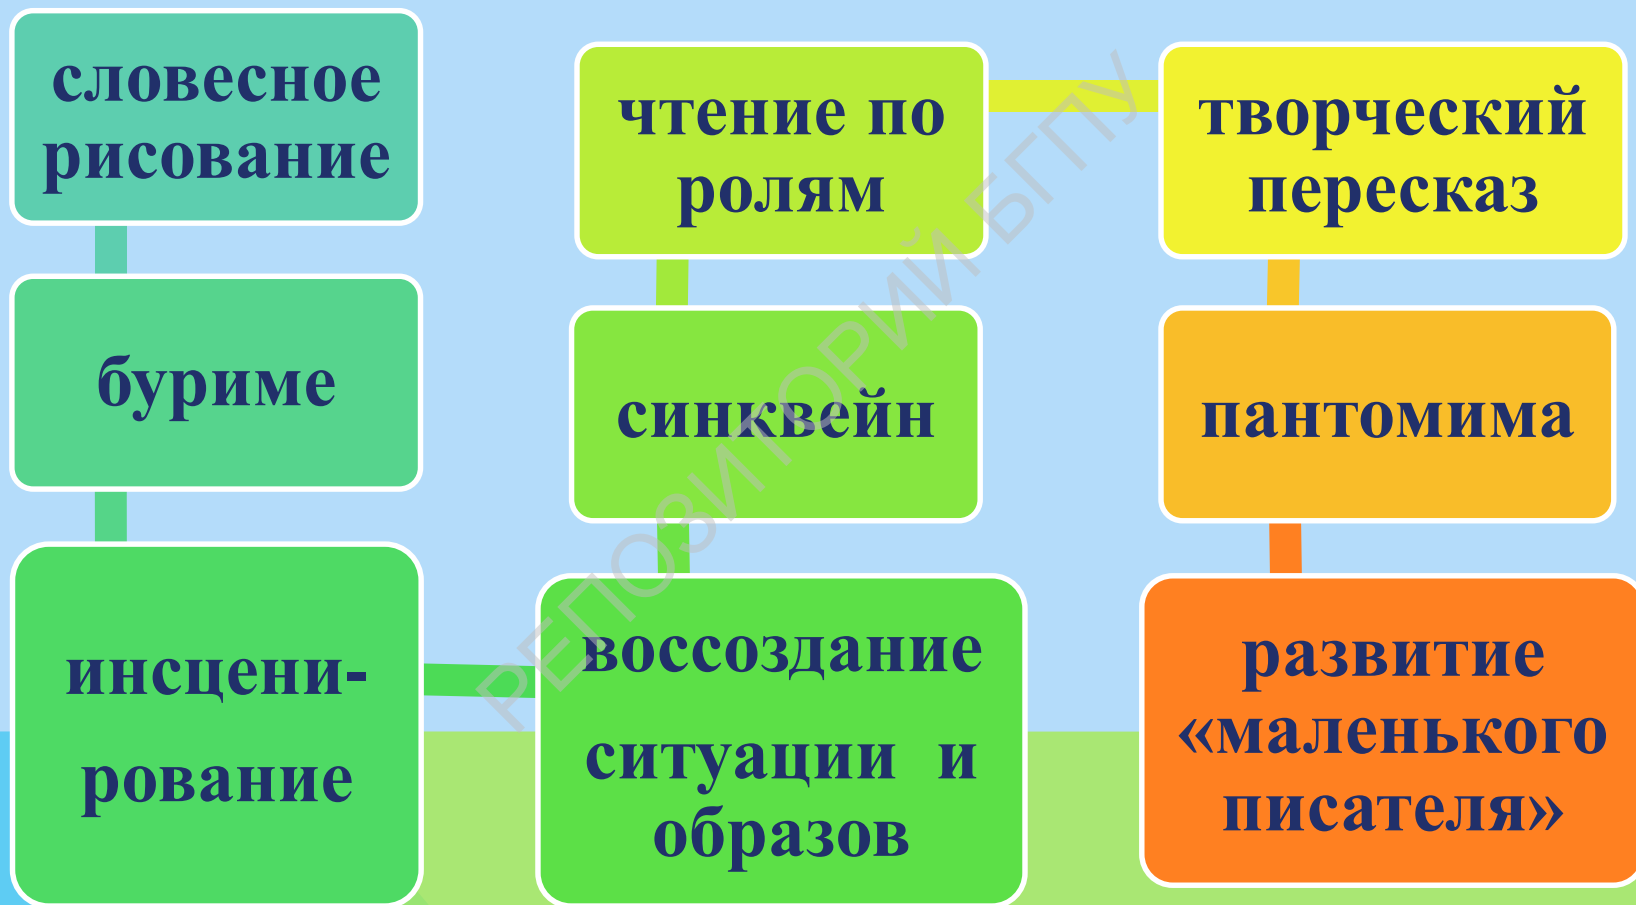 словесное
рисование
буриме
инсцени-
рование
воссоздание
ситуации и
образов
синквейн
чтение по
ролям
творческий
пересказ
пантомима
развитие
«маленького
писателя»
РЕПОЗИТОРИЙ БГПУ